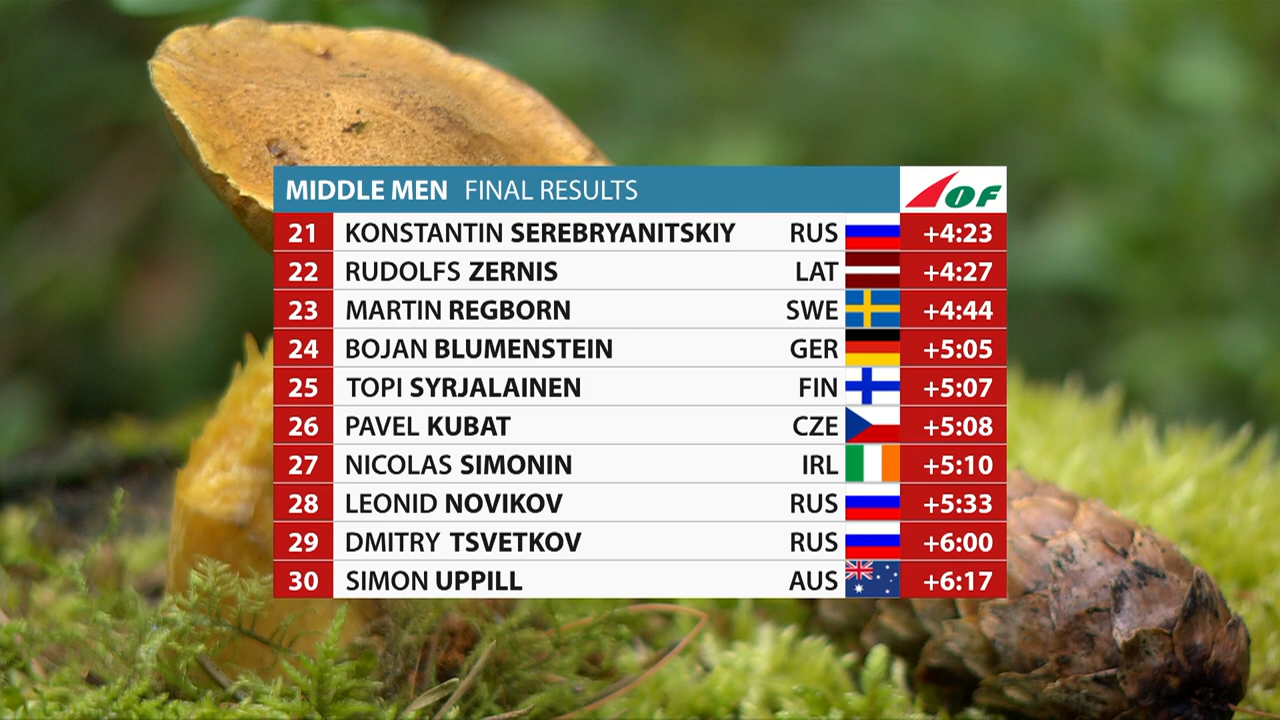 MIDDLE MEN FINAL RESULTS IOF
21 KONSTANTIN SEREBRYANITSKIY RUS +4:23
22 RUDOLFS ZERNIS LAT +4:27
23 MARTIN REGBORN SWE +4:44
24 BOJAN BLUMENSTEIN GER +5:05
25 TOPI SYRJALAINEN FIN +5:07
26 PAVEL KUBAT CZE +5:08
27 NICOLAS SIMONIN IRL +5:10
28 LEONID NOVIKOV RUS +5:33
29 DMITRY TSVETKOV RUS +6:00
30 SIMON UPPILL AUS +6:17